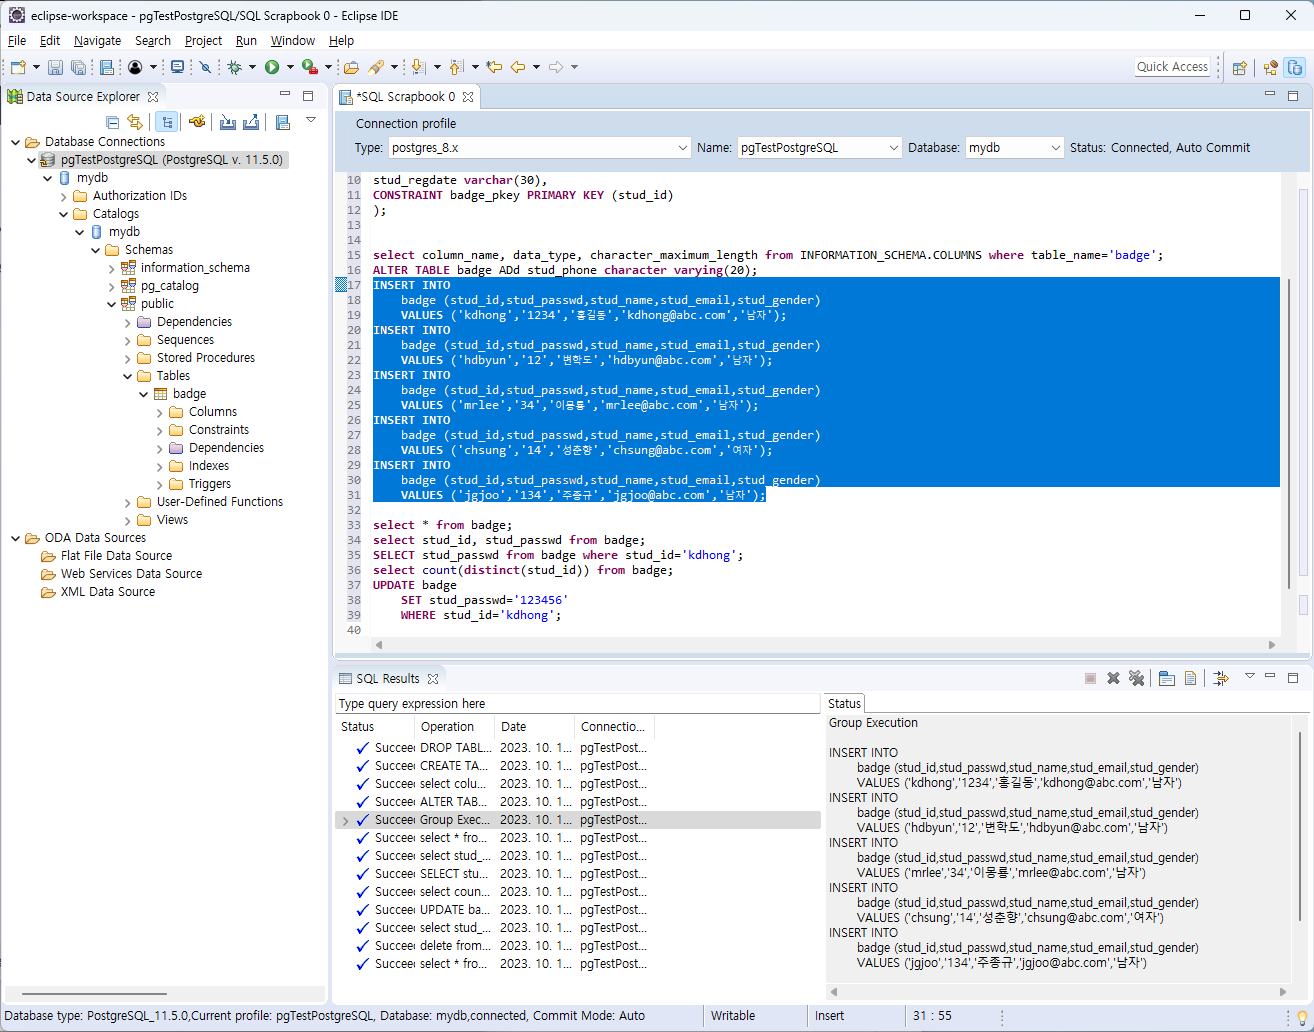 eclipse-workspace - pgTestPostgreSQL/SQL Scrapbook 0 - Eclipse IDE
File Edit Navigate Search Project Run Window Help
Quick Access
Data Source Explorer
Database Connections
pgTestPostgreSQL (PostgreSQL v. 11.5.0)
mydb
Authorization IDs
Catalogs
mydb
Schemas
information_schema
pg_catalog
public
Dependencies
Sequences
Stored Procedures
Tables
badge
Columns
Constraints
Dependencies
Indexes
Triggers
User-Defined Functions
Views
ODA Data Sources
Flat File Data Source
Web Services Data Source
XML Data Source
*SQL Scrapbook 0
Connection profile
Type: postgres_8.x Name: pgTestPostgreSQL Database: mydb Status: Connected, Auto Commit
10 stud_regdate varchar(30),
11 CONSTRAINT badge_pkey PRIMARY KEY (stud_id)
12 );
13
14
15 select column_name, data_type, character_maximum_length from INFORMATION_SCHEMA.COLUMNS where table_name='badge';
16 ALTER TABLE badge ADd stud_phone character varying(20);
17 INSERT INTO
18 badge (stud_id,stud_passwd,stud_name,stud_email,stud_gender)
19 VALUES ('kdhong','1234','홍길동','kdhong@abc.com','남자');
20 INSERT INTO
21 badge (stud_id,stud_passwd,stud_name,stud_email,stud_gender)
22 VALUES ('hdbyun','12','변학도','hdbyun@abc.com','남자');
23 INSERT INTO
24 badge (stud_id,stud_passwd,stud_name,stud_email,stud_gender)
25 VALUES ('mrlee','34','이몽룡','mrlee@abc.com','남자');
26 INSERT INTO
27 badge (stud_id,stud_passwd,stud_name,stud_email,stud_gender)
28 VALUES ('chsung','14','성춘향','chsung@abc.com','여자');
29 INSERT INTO
30 badge (stud_id,stud_passwd,stud_name,stud_email,stud_gender)
31 VALUES ('jgjoo','134','주종규','jgjoo@abc.com','남자');
32
33 select * from badge;
34 select stud_id, stud_passwd from badge;
35 SELECT stud_passwd from badge where stud_id='kdhong';
36 select count(distinct(stud_id)) from badge;
37 UPDATE badge
38 SET stud_passwd='123456'
39 WHERE stud_id='kdhong';
40
SQL Results
Type query expression here
Status Operation Date Connectio...
Succee DROP TABL... 2023. 10. 1... pgTestPost...
Succee CREATE TA... 2023. 10. 1... pgTestPost...
Succee select colu... 2023. 10. 1... pgTestPost...
Succee ALTER TAB... 2023. 10. 1... pgTestPost...
Succee Group Exec... 2023. 10. 1... pgTestPost...
Succee select * fro... 2023. 10. 1... pgTestPost...
Succee select stud_... 2023. 10. 1... pgTestPost...
Succee SELECT stu... 2023. 10. 1... pgTestPost...
Succee select coun... 2023. 10. 1... pgTestPost...
Succee UPDATE ba... 2023. 10. 1... pgTestPost...
Succee select stud_... 2023. 10. 1... pgTestPost...
Succee delete from... 2023. 10. 1... pgTestPost...
Succee select * fro... 2023. 10. 1... pgTestPost...
Status
Group Execution
INSERT INTO
badge (stud_id,stud_passwd,stud_name,stud_email,stud_gender)
VALUES ('kdhong','1234','홍길동','kdhong@abc.com','남자')
INSERT INTO
badge (stud_id,stud_passwd,stud_name,stud_email,stud_gender)
VALUES ('hdbyun','12','변학도','hdbyun@abc.com','남자')
INSERT INTO
badge (stud_id,stud_passwd,stud_name,stud_email,stud_gender)
VALUES ('mrlee','34','이몽룡','mrlee@abc.com','남자')
INSERT INTO
badge (stud_id,stud_passwd,stud_name,stud_email,stud_gender)
VALUES ('chsung','14','성춘향','chsung@abc.com','여자')
INSERT INTO
badge (stud_id,stud_passwd,stud_name,stud_email,stud_gender)
VALUES ('jgjoo','134','주종규','jgjoo@abc.com','남자')
Database type: PostgreSQL_11.5.0,Current profile: pgTestPostgreSQL, Database: mydb,connected, Commit Mode: Auto Writable Insert 31 : 55